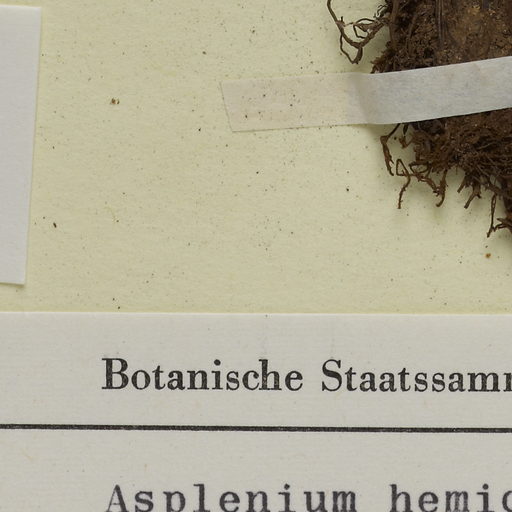 Botanische Staatssamm
Asplenium hemic